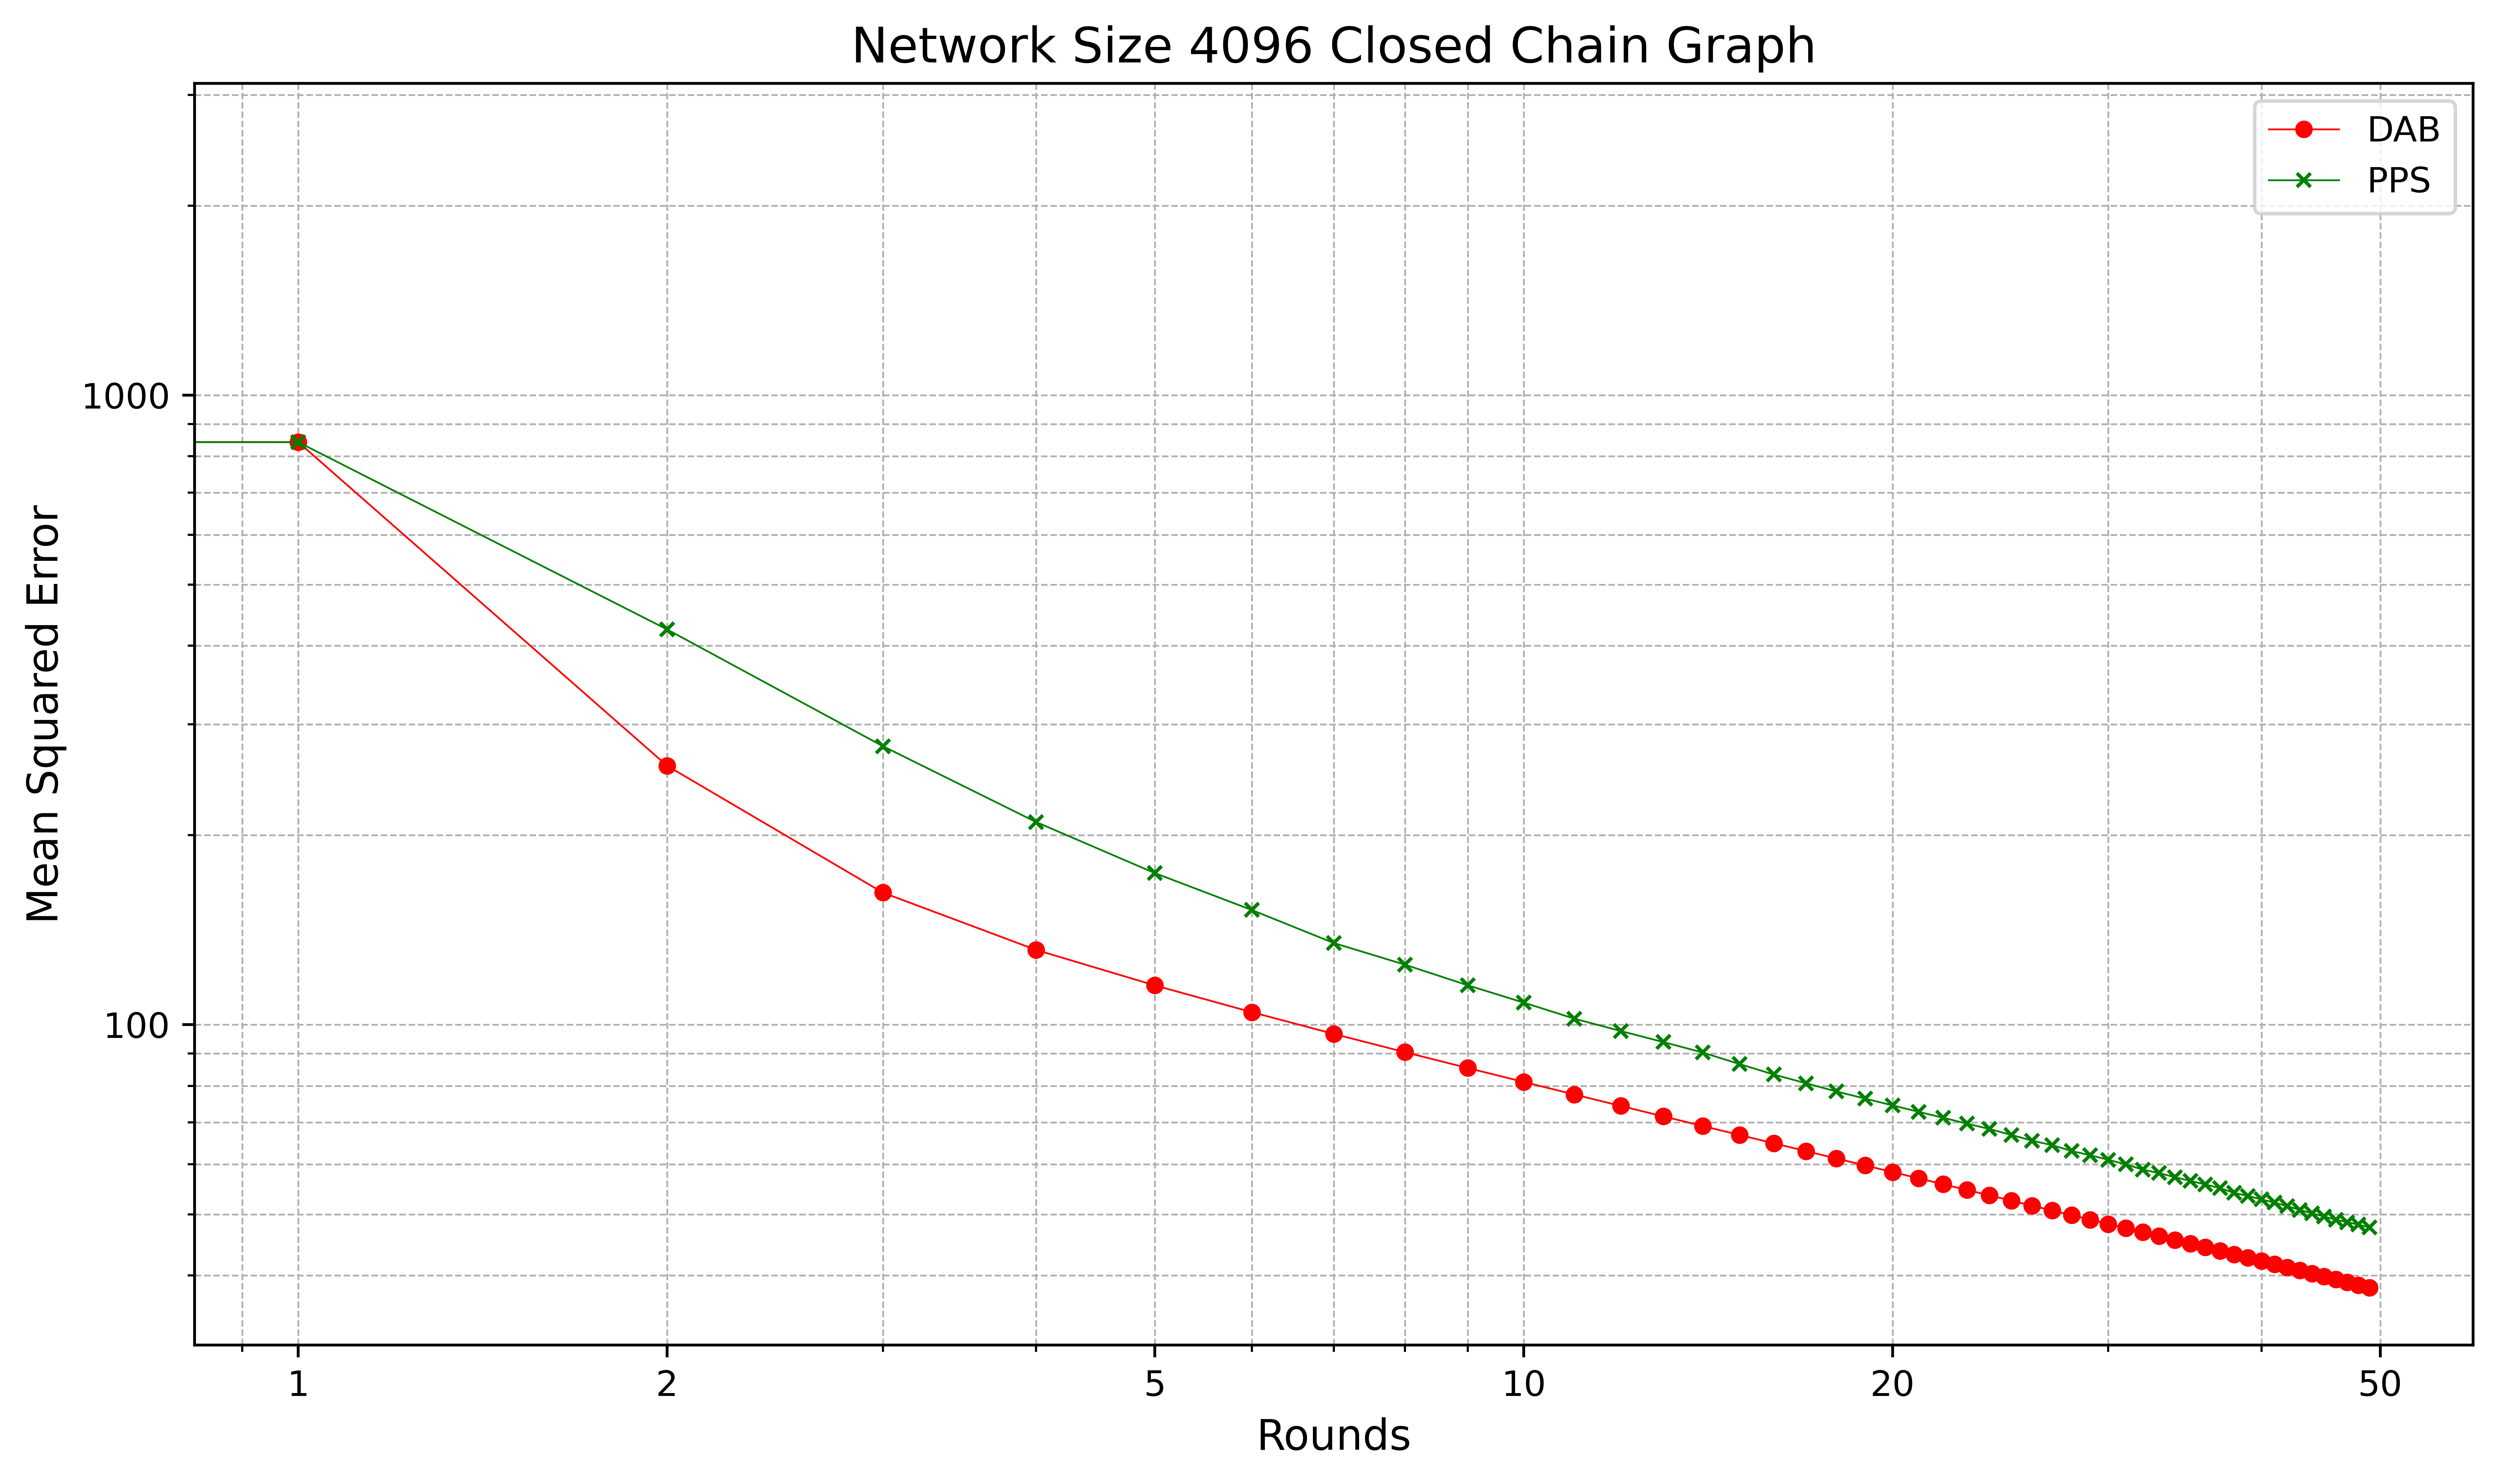 Network Size 4096 Closed Chain Graph
DAB
PPS
1000
100
Mean Squared Error
1 2 5 10 20 50
Rounds